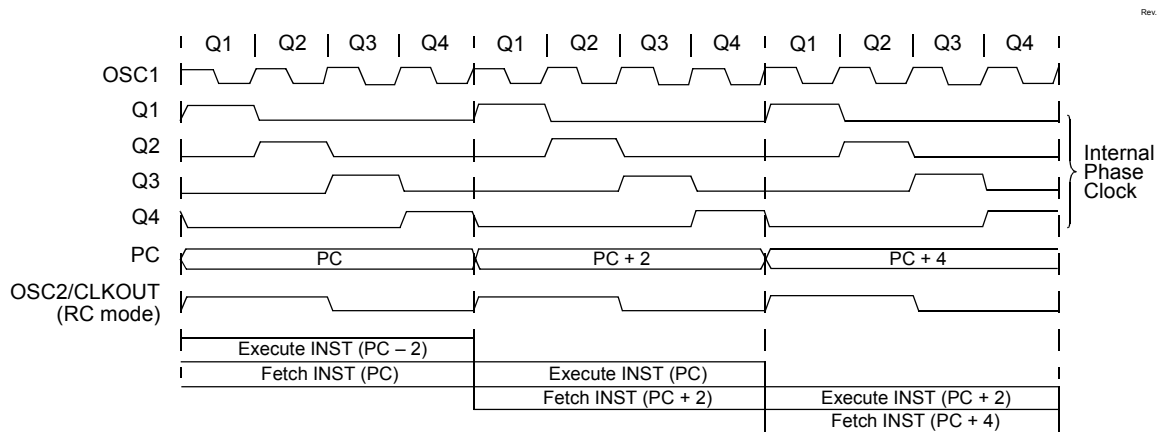 Rev.
Q1 | Q2 | Q3 | Q4 | Q1 | Q2 | Q3 | Q4 | Q1 | Q2 | Q3 | Q4
OSC1
Q1
Q2
Q3
Q4
Internal
Phase
Clock
PC
PC PC + 2 PC + 4
OSC2/CLKOUT
(RC mode)
Execute INST (PC – 2)
Fetch INST (PC) Execute INST (PC)
Fetch INST (PC + 2) Execute INST (PC + 2)
Fetch INST (PC + 4)